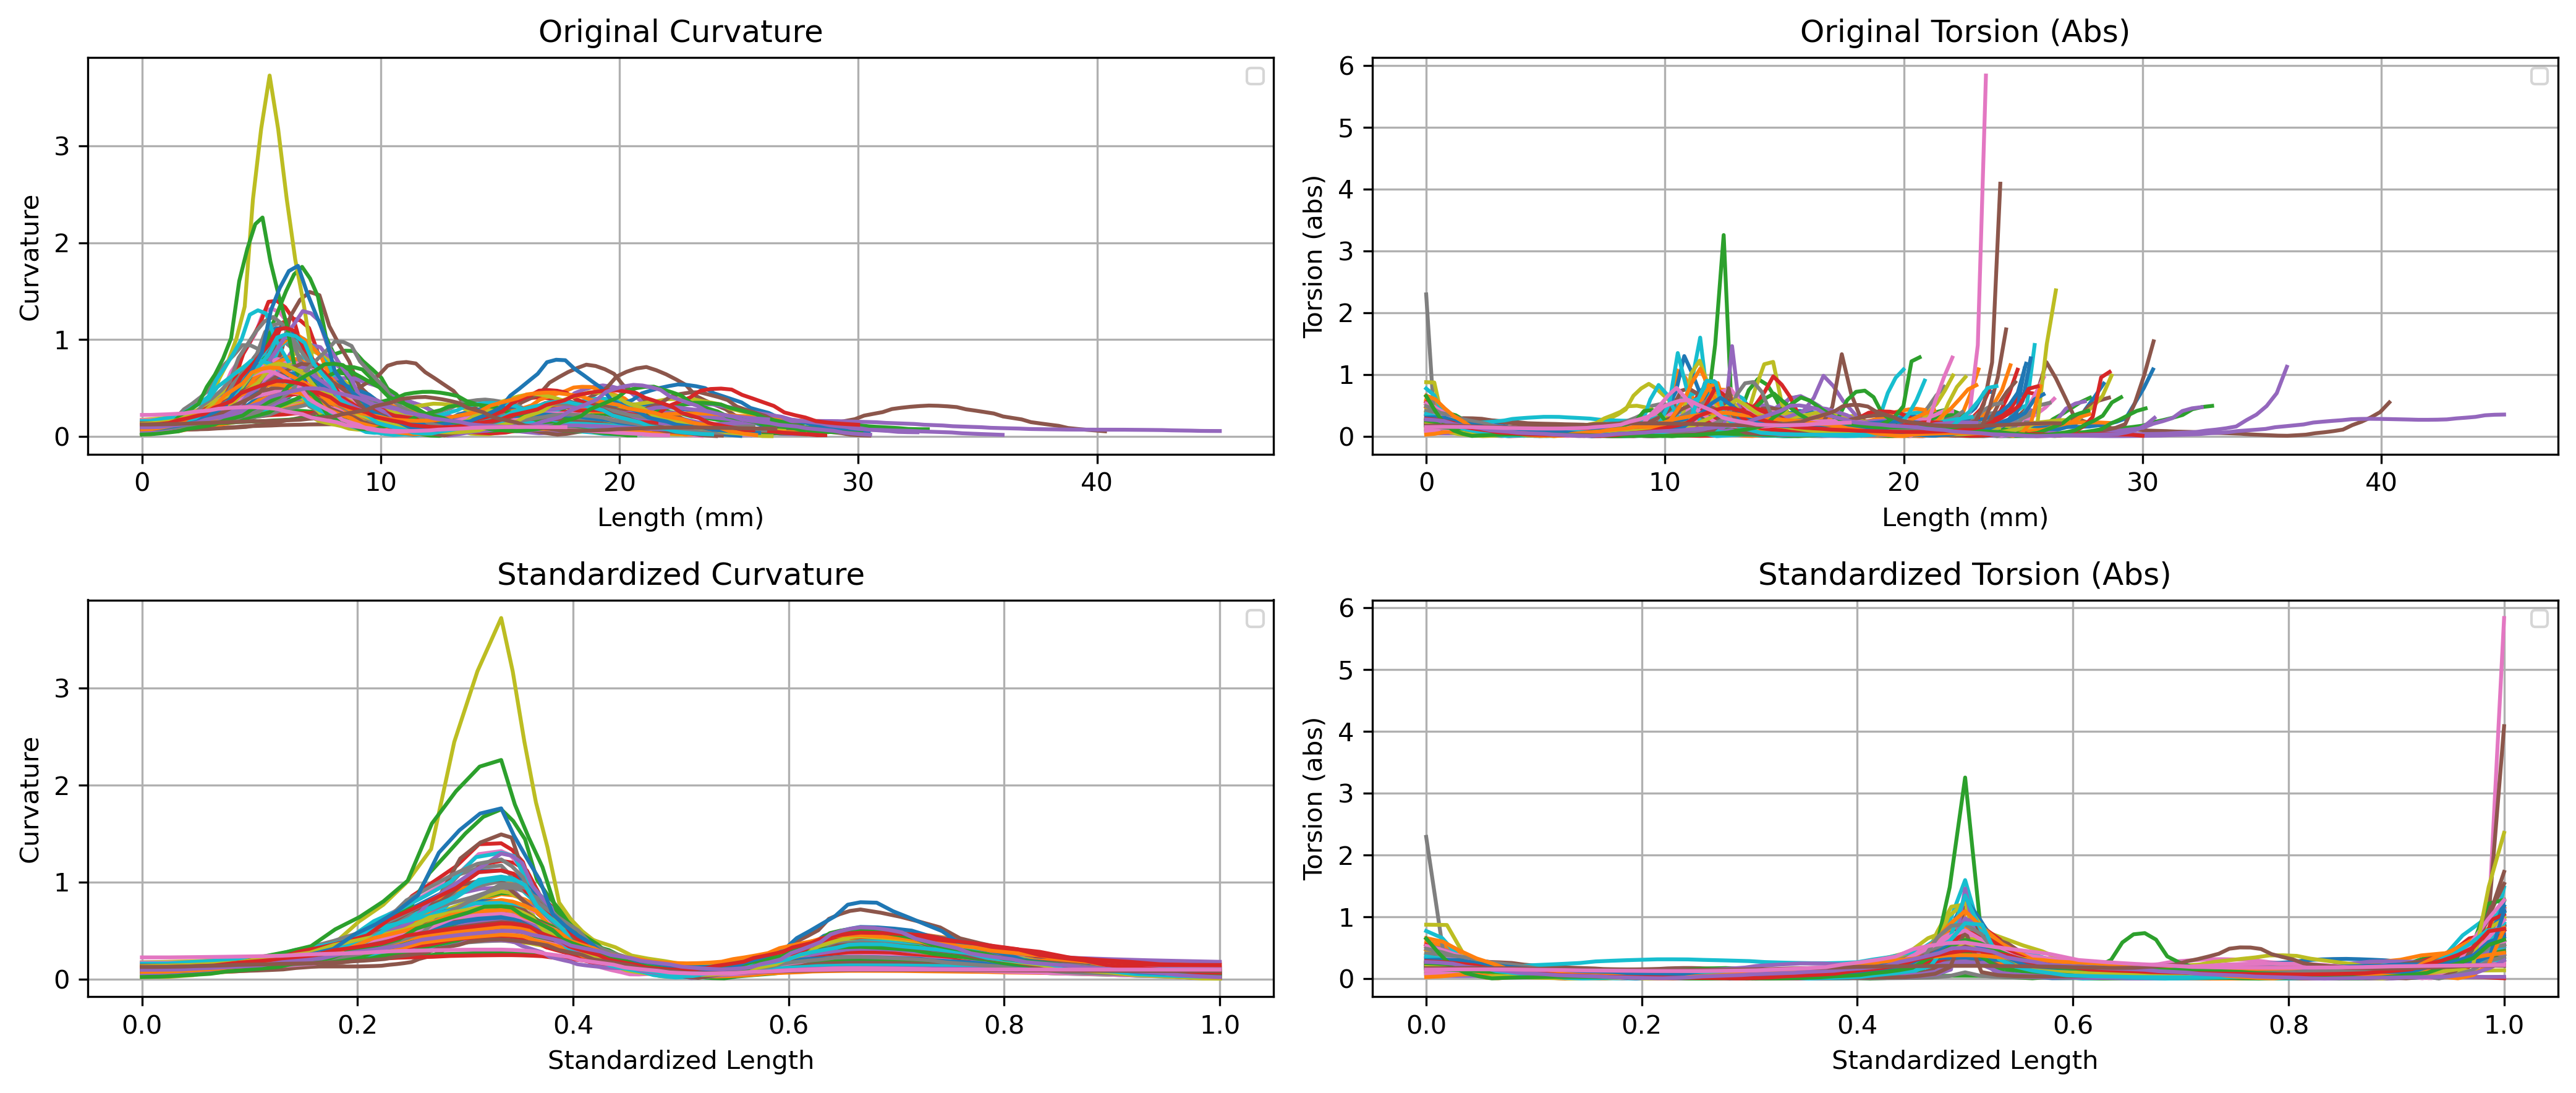 Original Curvature
Curvature
3
2
1
0
0 10 20 30 40
Length (mm)
Original Torsion (Abs)
Torsion (abs)
6
5
4
3
2
1
0
0 10 20 30 40
Length (mm)
Standardized Curvature
Curvature
3
2
1
0
0.0 0.2 0.4 0.6 0.8 1.0
Standardized Length
Standardized Torsion (Abs)
Torsion (abs)
6
5
4
3
2
1
0
0.0 0.2 0.4 0.6 0.8 1.0
Standardized Length